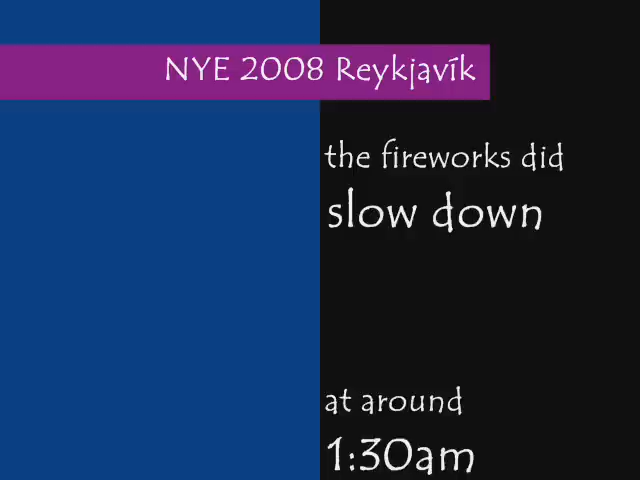 NYE 2008 Reykjavík
the fireworks did
slow down
at around
1:30am